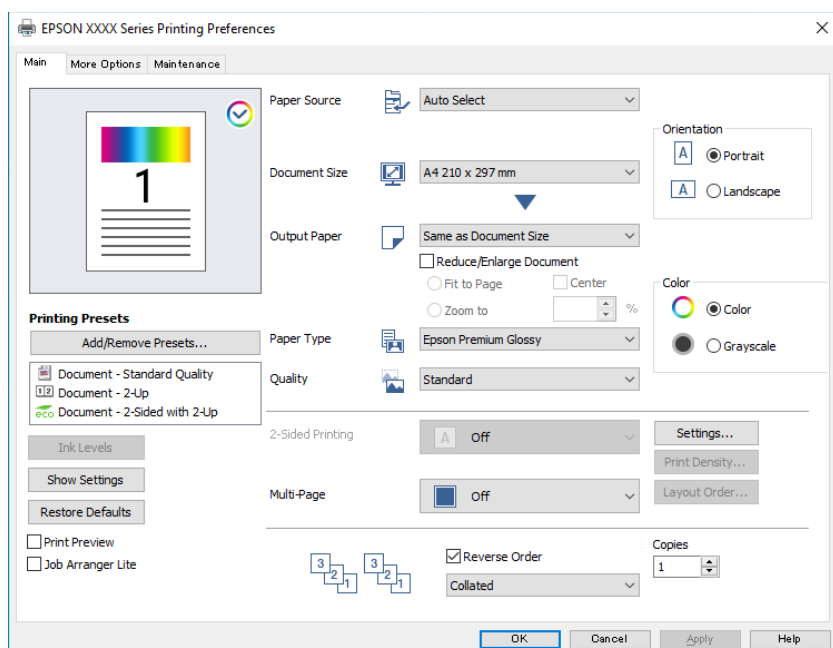 EPSON XXXX Series Printing Preferences
Main More Options Maintenance
1
Printing Presets
Add/Remove Presets...
Document - Standard Quality
1 2 Document - 2-Up
eco Document - 2-Sided with 2-Up
Ink Levels
Show Settings
Restore Defaults
Print Preview
Job Arranger Lite
Paper Source Auto Select
Document Size A4 210 x 297 mm
Output Paper Same as Document Size
Reduce/Enlarge Document
Fit to Page Center
Zoom to %
Paper Type Epson Premium Glossy
Quality Standard
Orientation
A Portrait
A Landscape
Color
Color
Grayscale
2-Sided Printing A Off
Settings...
Print Density...
Multi-Page Off
Layout Order...
3 2 1 3 2 1
Reverse Order
Collated
Copies
1
OK Cancel Apply Help